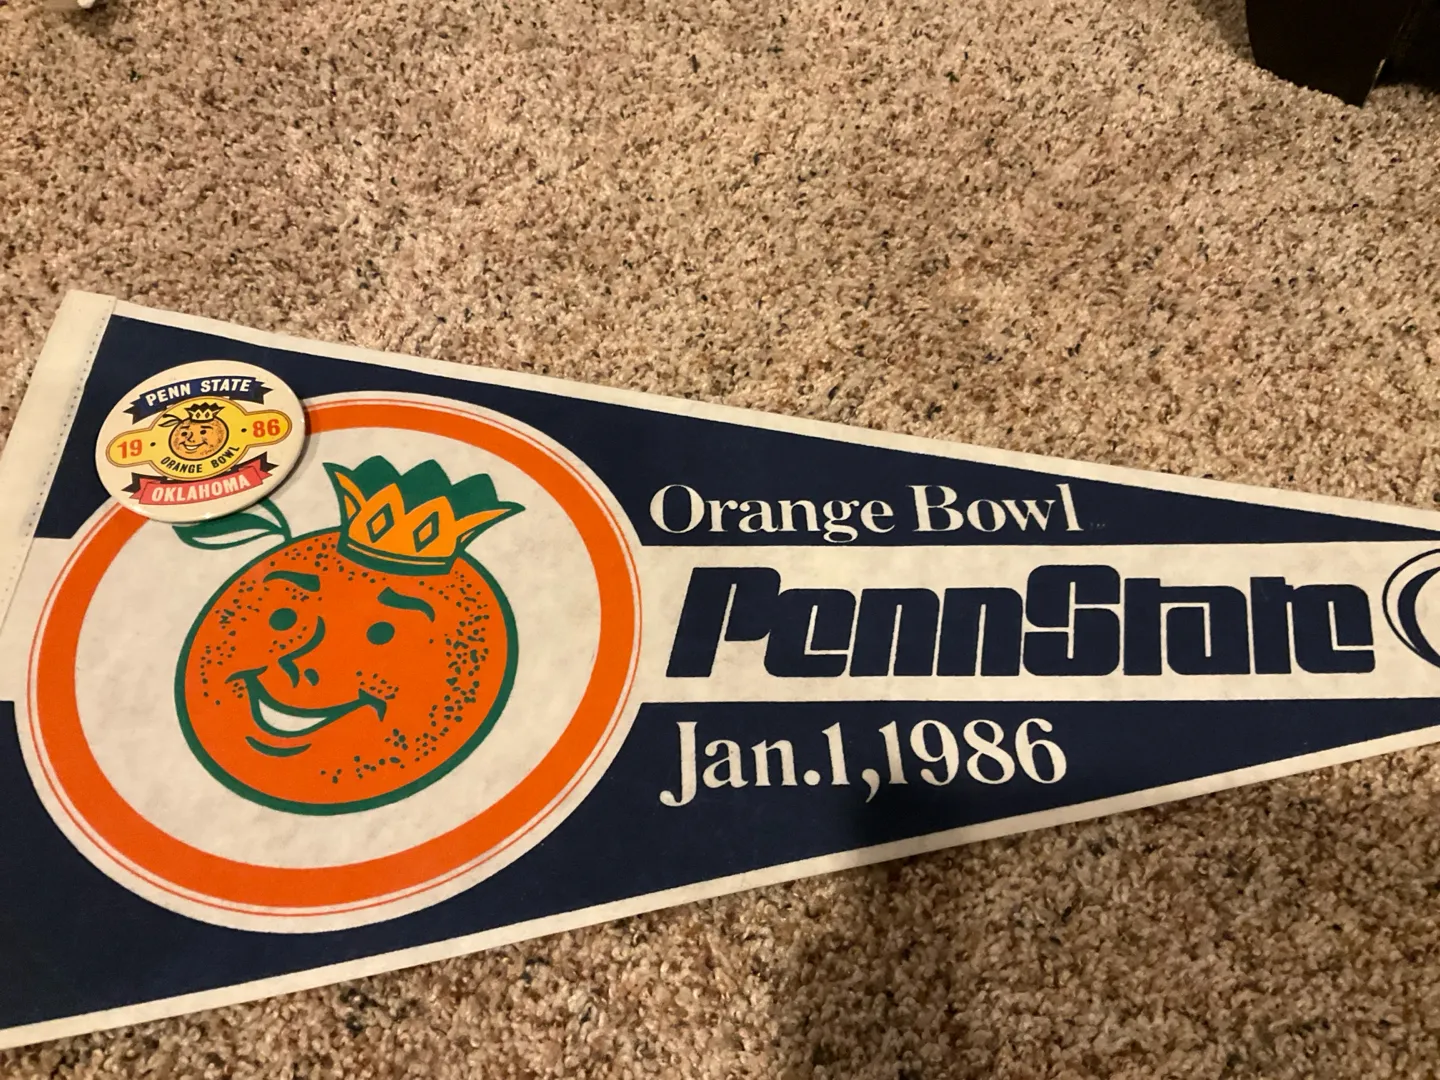 PENN STATE
19 · · 86
ORANGE BOWL
OKLAHOMA
Orange Bowl
PennState
Jan.1,1986